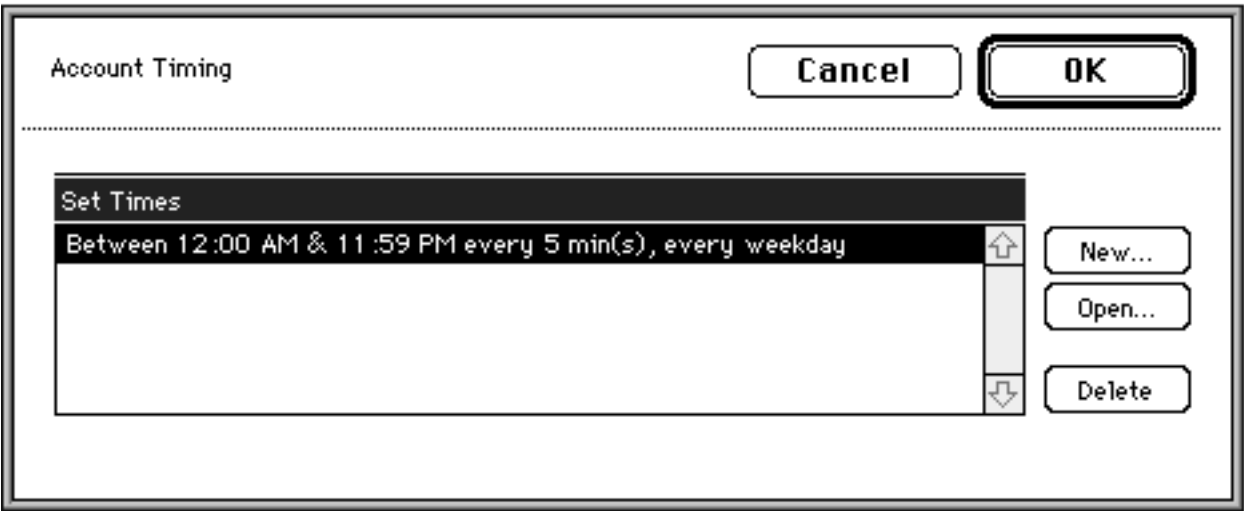 Account Timing
Cancel
OK
Set Times
Between 12:00 AM & 11:59 PM every 5 min(s), every weekday
New...
Open...
Delete